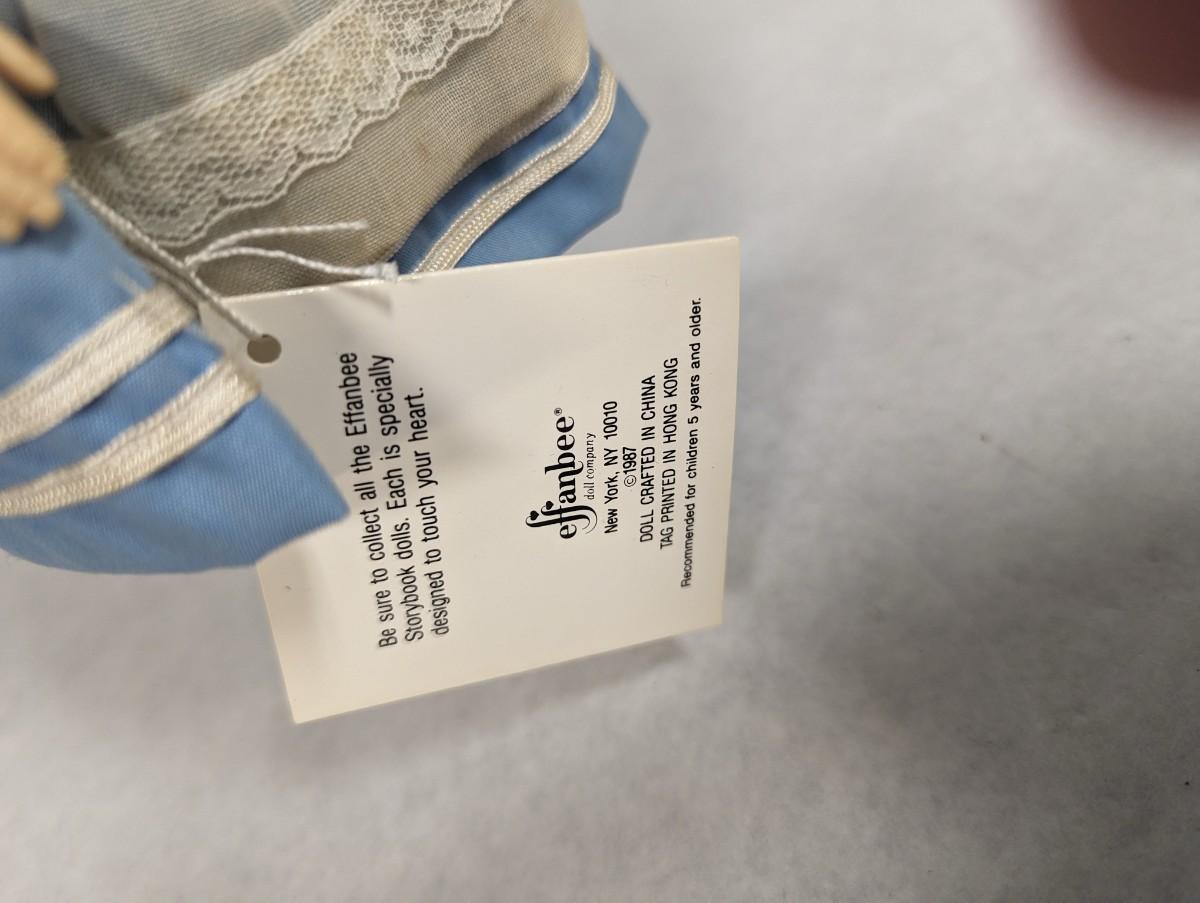 Be sure to collect all the Effanbee
Storybook dolls. Each is specially
designed to touch your heart.
effanbee®
doll company
New York, NY 10010
©1987
DOLL CRAFTED IN CHINA
TAG PRINTED IN HONG KONG
Recommended for children 5 years and older.